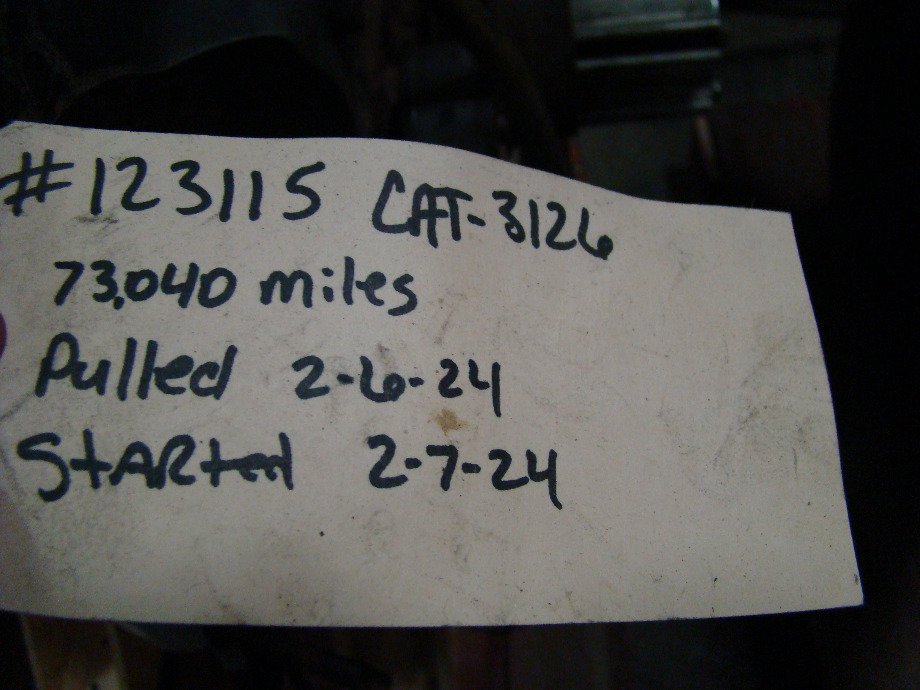 #123115 CAT-3126
73,040 miles
Pulled 2-6-24
StARted 2-7-24